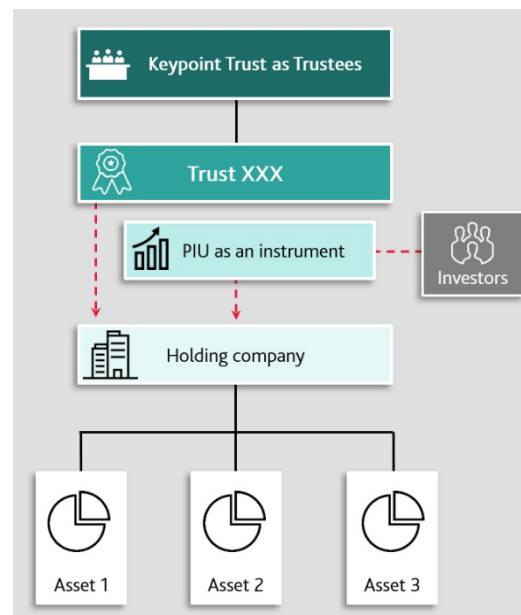 Keypoint Trust as Trustees
Trust XXX
PIU as an instrument
Investors
Holding company
Asset 1
Asset 2
Asset 3